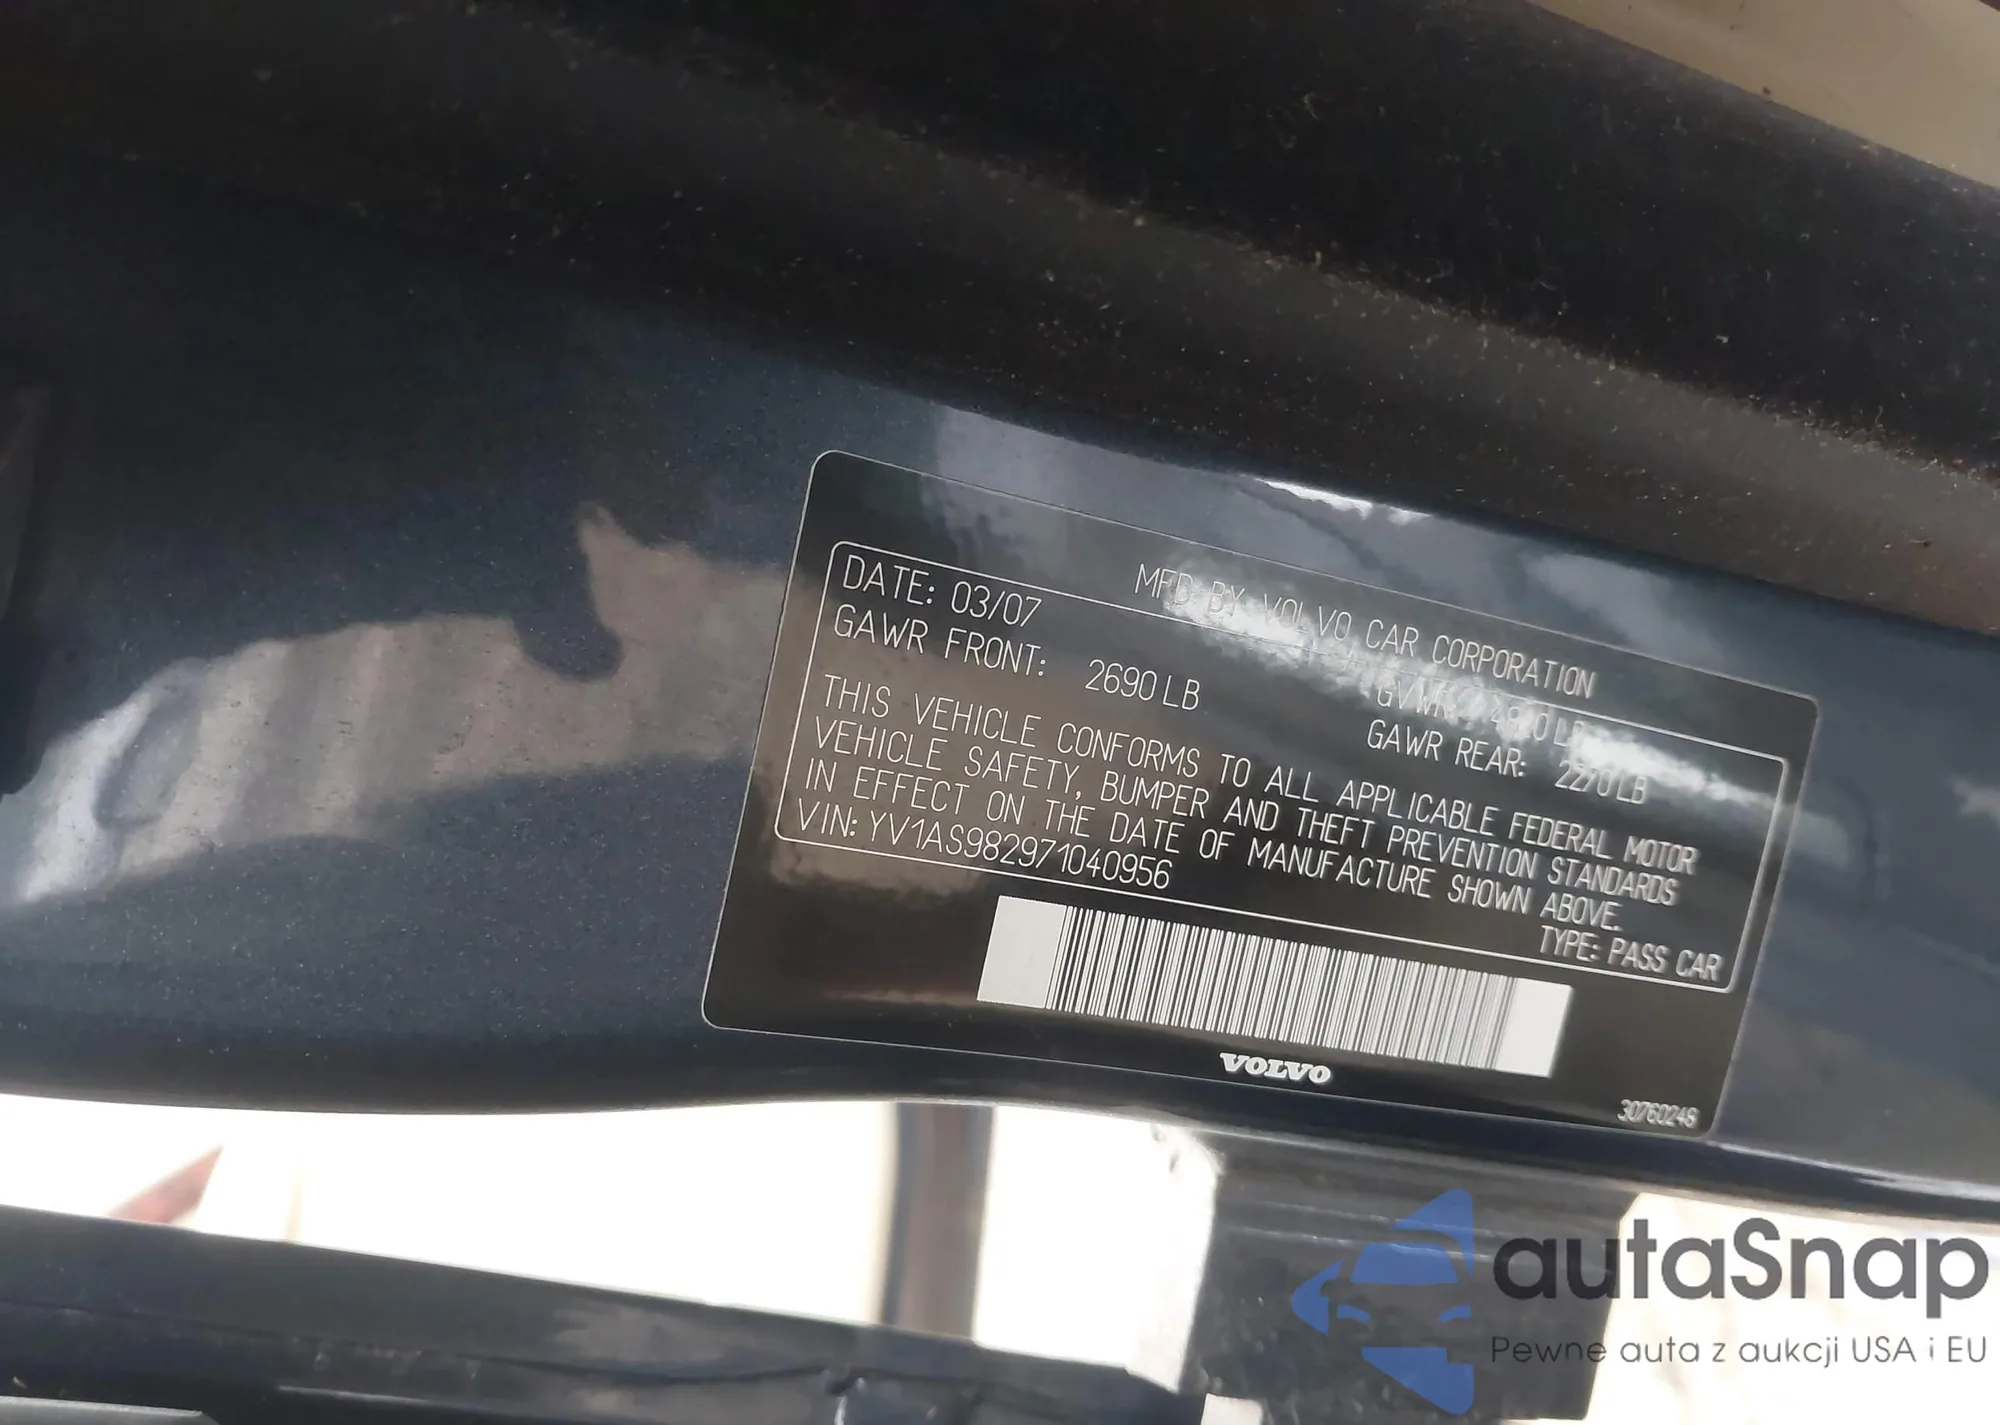 MFD BY VOLVO CAR CORPORATION
DATE: 03/07
GVWR: LB
GAWR FRONT: 2690 LB
GAWR REAR: 2270 LB
THIS VEHICLE CONFORMS TO ALL APPLICABLE FEDERAL MOTOR
VEHICLE SAFETY, BUMPER AND THEFT PREVENTION STANDARDS
IN EFFECT ON THE DATE OF MANUFACTURE SHOWN ABOVE.
VIN: YV1AS982971040956
TYPE: PASS CAR
VOLVO
30760248
autaSnap
Pewne auta z aukcji USA i EU